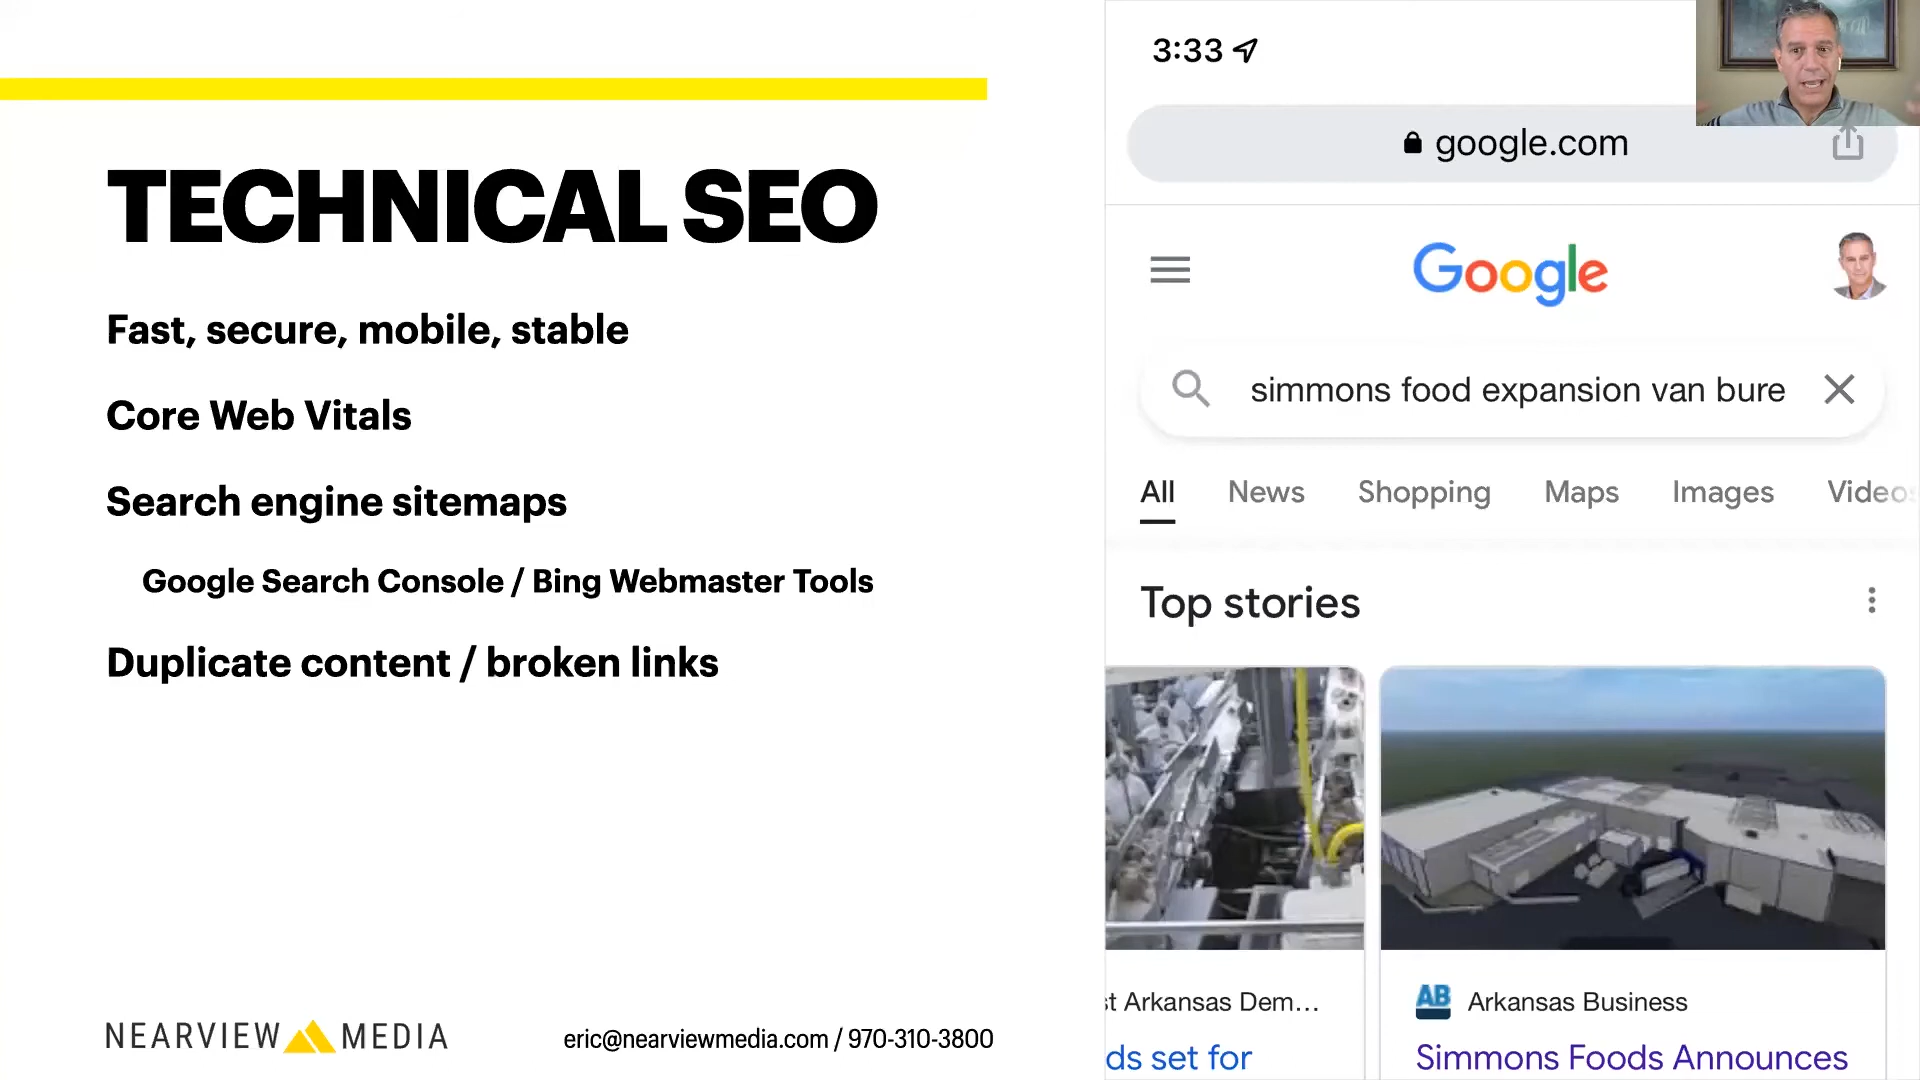 TECHNICAL SEO
Fast, secure, mobile, stable
Core Web Vitals
Search engine sitemaps
Google Search Console / Bing Webmaster Tools
Duplicate content / broken links
NEARVIEW MEDIA
eric@nearviewmedia.com / 970-310-3800
3:33
google.com
Google
simmons food expansion van bure
All News Shopping Maps Images Videos
Top stories
st Arkansas Dem...
ds set for
AB Arkansas Business
Simmons Foods Announces